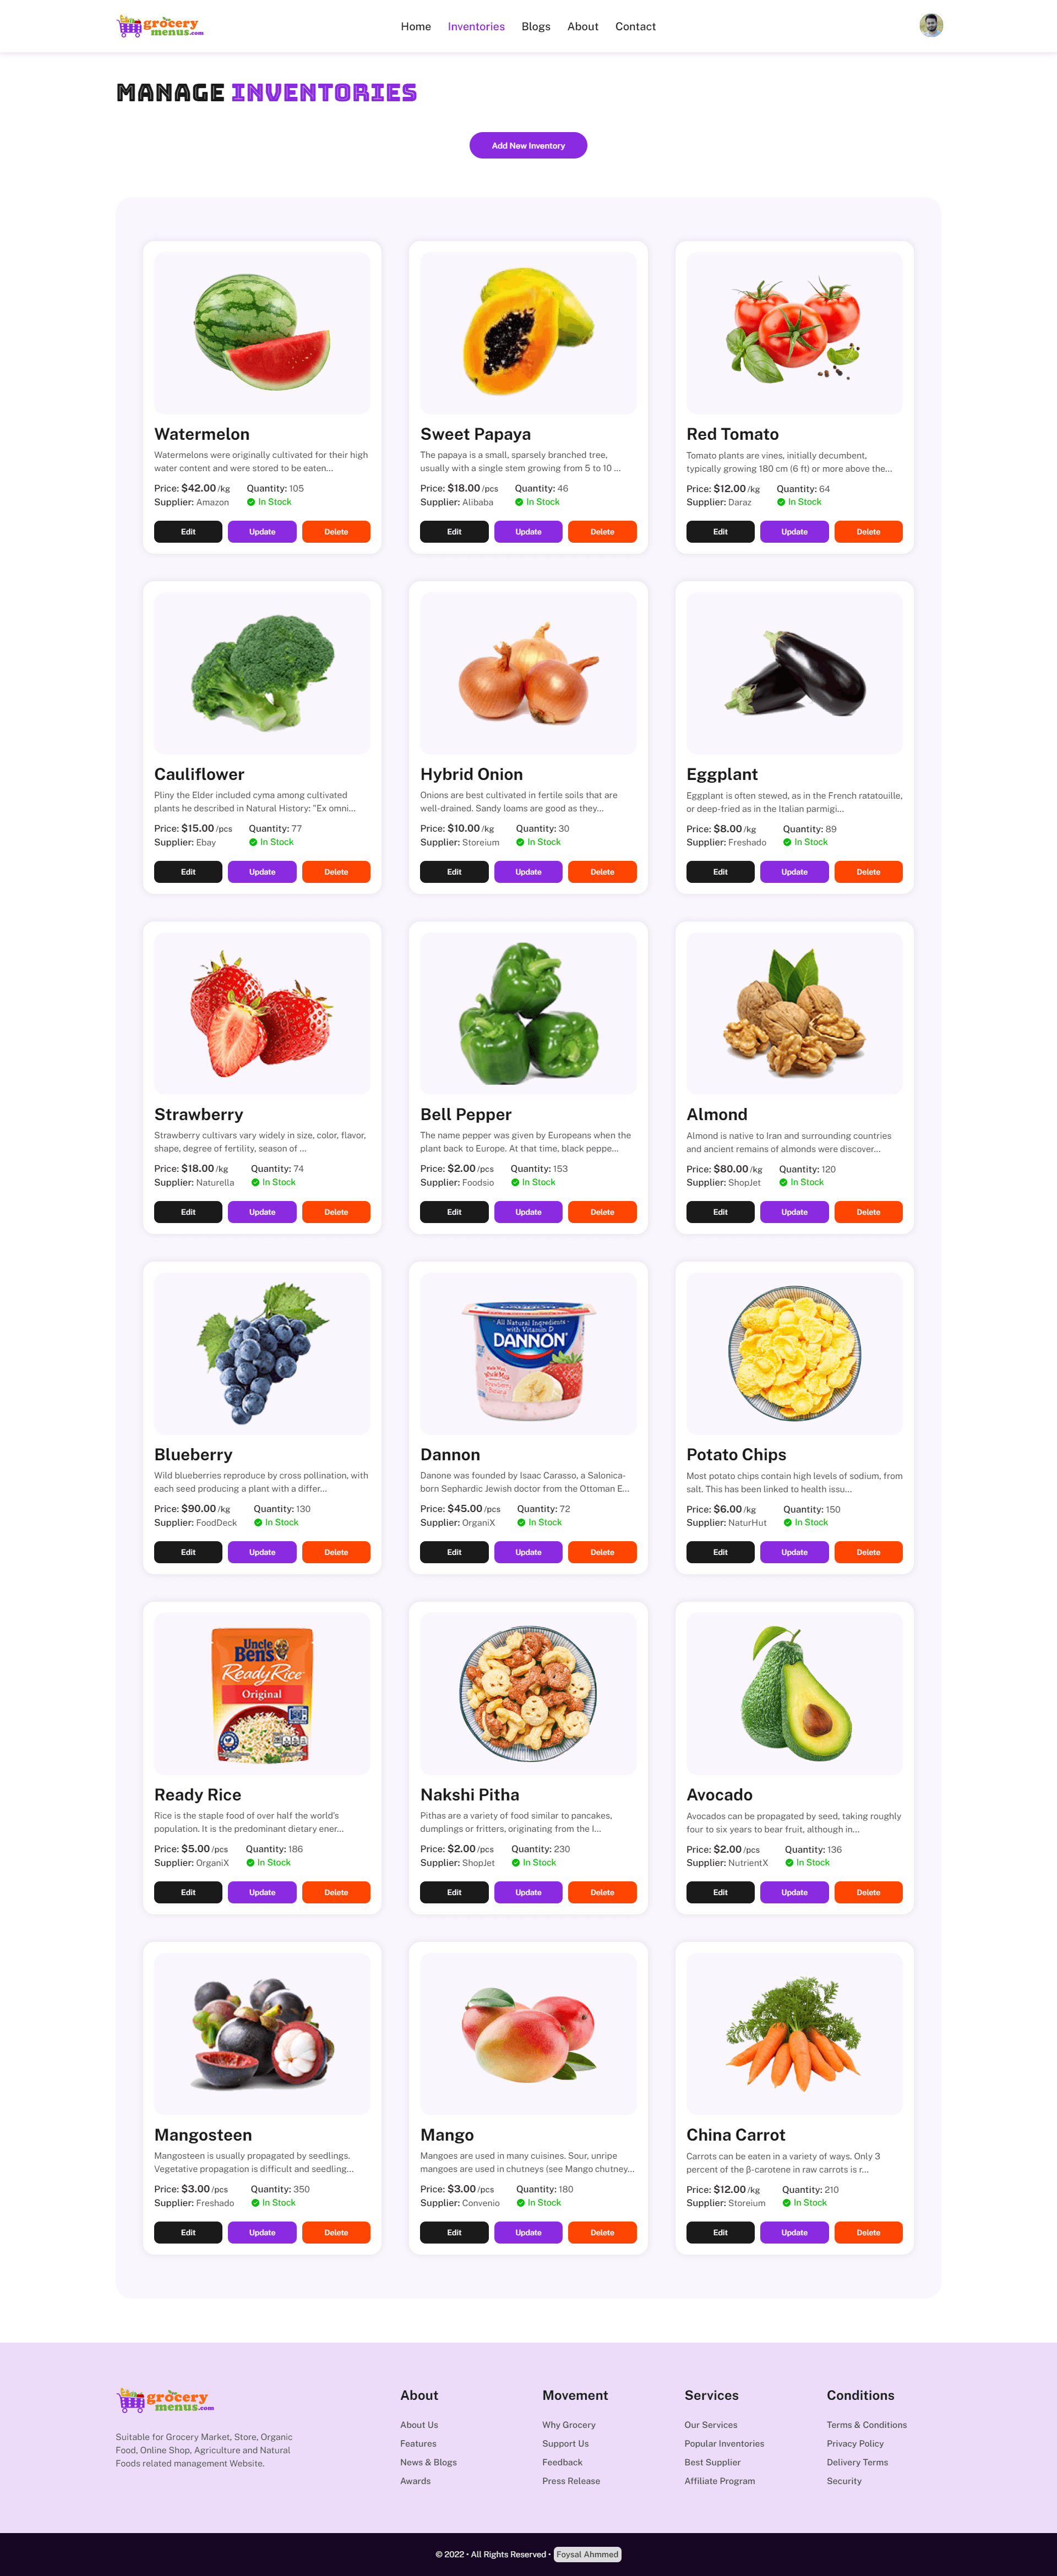 grocery
menus.com
Home Inventories Blogs About Contact
MANAGE INVENTORIES
Add New Inventory
Watermelon
Watermelons were originally cultivated for their high
water content and were stored to be eaten...
Price: $42.00 /kg Quantity: 105
Supplier: Amazon In Stock
Edit Update Delete
Sweet Papaya
The papaya is a small, sparsely branched tree,
usually with a single stem growing from 5 to 10 ...
Price: $18.00 /pcs Quantity: 46
Supplier: Alibaba In Stock
Edit Update Delete
Red Tomato
Tomato plants are vines, initially decumbent,
typically growing 180 cm (6 ft) or more above the...
Price: $12.00 /kg Quantity: 64
Supplier: Daraz In Stock
Edit Update Delete
Cauliflower
Pliny the Elder included cyma among cultivated
plants he described in Natural History: "Ex omni...
Price: $15.00 /pcs Quantity: 77
Supplier: Ebay In Stock
Edit Update Delete
Hybrid Onion
Onions are best cultivated in fertile soils that are
well-drained. Sandy loams are good as they...
Price: $10.00 /kg Quantity: 30
Supplier: Storeium In Stock
Edit Update Delete
Eggplant
Eggplant is often stewed, as in the French ratatouille,
or deep-fried as in the Italian parmigi...
Price: $8.00 /kg Quantity: 89
Supplier: Freshado In Stock
Edit Update Delete
Strawberry
Strawberry cultivars vary widely in size, color, flavor,
shape, degree of fertility, season of ...
Price: $18.00 /kg Quantity: 74
Supplier: Naturella In Stock
Edit Update Delete
Bell Pepper
The name pepper was given by Europeans when the
plant back to Europe. At that time, black peppe...
Price: $2.00 /pcs Quantity: 153
Supplier: Foodsio In Stock
Edit Update Delete
Almond
Almond is native to Iran and surrounding countries
and ancient remains of almonds were discover...
Price: $80.00 /kg Quantity: 120
Supplier: ShopJet In Stock
Edit Update Delete
Blueberry
Wild blueberries reproduce by cross pollination, with
each seed producing a plant with a differ...
Price: $90.00 /kg Quantity: 130
Supplier: FoodDeck In Stock
Edit Update Delete
All Natural Ingredients
with Vitamin D
DANNON
Dannon
Danone was founded by Isaac Carasso, a Salonica-
born Sephardic Jewish doctor from the Ottoman E...
Price: $45.00 /pcs Quantity: 72
Supplier: OrganiX In Stock
Edit Update Delete
Potato Chips
Most potato chips contain high levels of sodium, from
salt. This has been linked to health issu...
Price: $6.00 /kg Quantity: 150
Supplier: NaturHut In Stock
Edit Update Delete
Uncle
Ben's
Ready Rice
Original
Ready Rice
Rice is the staple food of over half the world's
population. It is the predominant dietary ener...
Price: $5.00 /pcs Quantity: 186
Supplier: OrganiX In Stock
Edit Update Delete
Nakshi Pitha
Pithas are a variety of food similar to pancakes,
dumplings or fritters, originating from the I...
Price: $2.00 /pcs Quantity: 230
Supplier: ShopJet In Stock
Edit Update Delete
Avocado
Avocados can be propagated by seed, taking roughly
four to six years to bear fruit, although in...
Price: $2.00 /pcs Quantity: 136
Supplier: NutrientX In Stock
Edit Update Delete
Mangosteen
Mangosteen is usually propagated by seedlings.
Vegetative propagation is difficult and seedling...
Price: $3.00 /pcs Quantity: 350
Supplier: Freshado In Stock
Edit Update Delete
Mango
Mangoes are used in many cuisines. Sour, unripe
mangoes are used in chutneys (see Mango chutney...
Price: $3.00 /pcs Quantity: 180
Supplier: Convenio In Stock
Edit Update Delete
China Carrot
Carrots can be eaten in a variety of ways. Only 3
percent of the β-carotene in raw carrots is r...
Price: $12.00 /kg Quantity: 210
Supplier: Storeium In Stock
Edit Update Delete
grocery
menus.com
Suitable for Grocery Market, Store, Organic
Food, Online Shop, Agriculture and Natural
Foods related management Website.
About
About Us
Features
News & Blogs
Awards
Movement
Why Grocery
Support Us
Feedback
Press Release
Services
Our Services
Popular Inventories
Best Supplier
Affiliate Program
Conditions
Terms & Conditions
Privacy Policy
Delivery Terms
Security
© 2022 • All Rights Reserved • Foysal Ahmmed